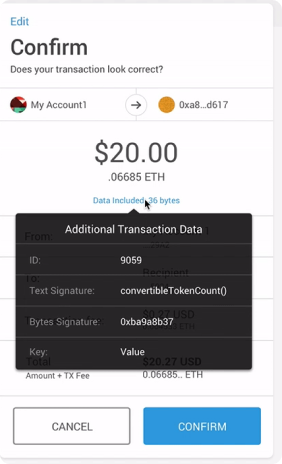 Edit
Confirm
Does your transaction look correct?
My Account1
0xa8...d617
$20.00
.06685 ETH
Data Included: 36 bytes
Additional Transaction Data
From:
ID: 9059
To: Recipient
Text Signature: convertibleTokenCount()
Bytes Signature: 0xba9a8b37
Key: Value
Total $20.27 USD
Amount + TX Fee 0.06685.. ETH
CANCEL
CONFIRM